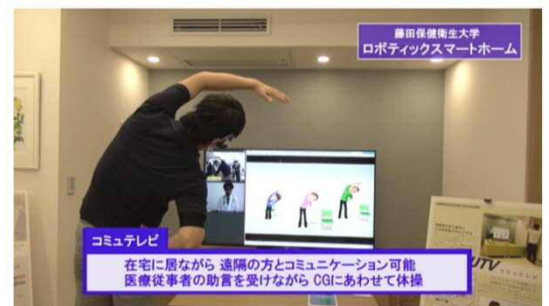 藤田保健衛生大学
ロボティックスマートホーム
コミュテレビ
在宅に居ながら 遠隔の方とコミュニケーション可能
医療従事者の助言を受けながら CGにあわせて体操